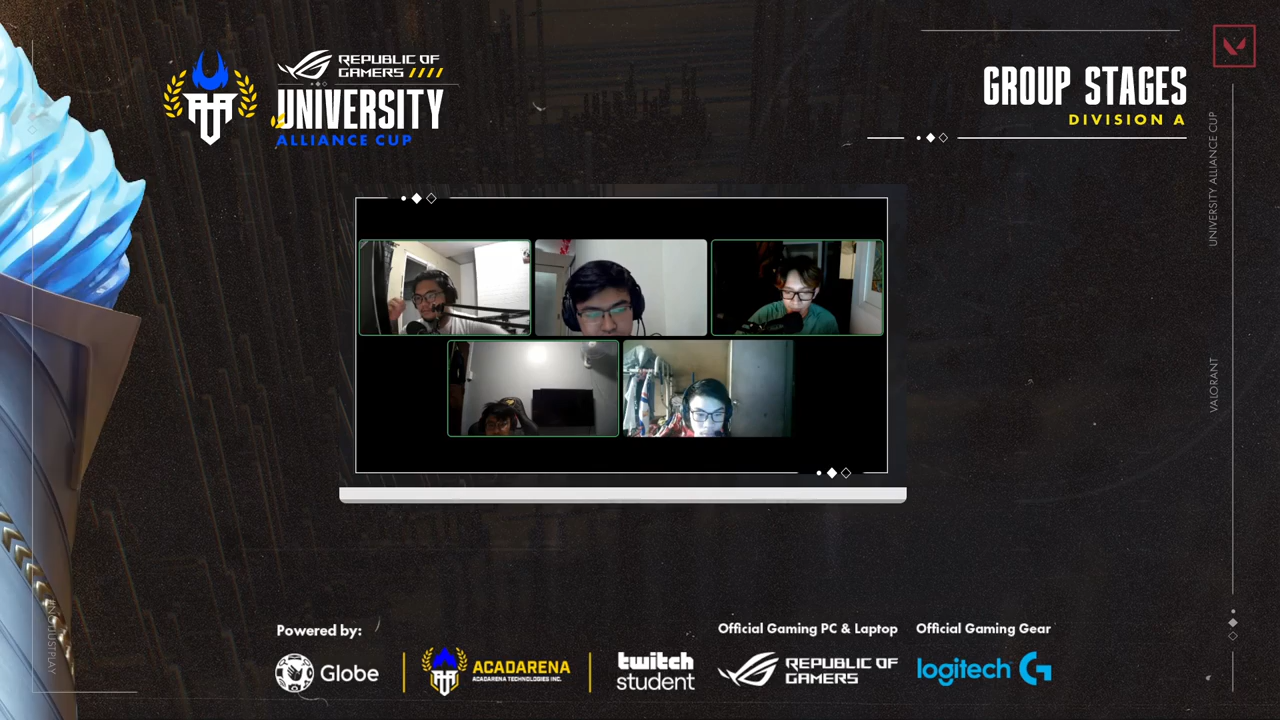 REPUBLIC OF
GAMERS
UNIVERSITY
ALLIANCE CUP
GROUP STAGES
DIVISION A
UNIVERSITY ALLIANCE CUP
VALORANT
Powered by:
Globe
ACADARENA
ACADARENA TECHNOLOGIES INC.
twitch
student
Official Gaming PC & Laptop
REPUBLIC OF
GAMERS
Official Gaming Gear
logitech G